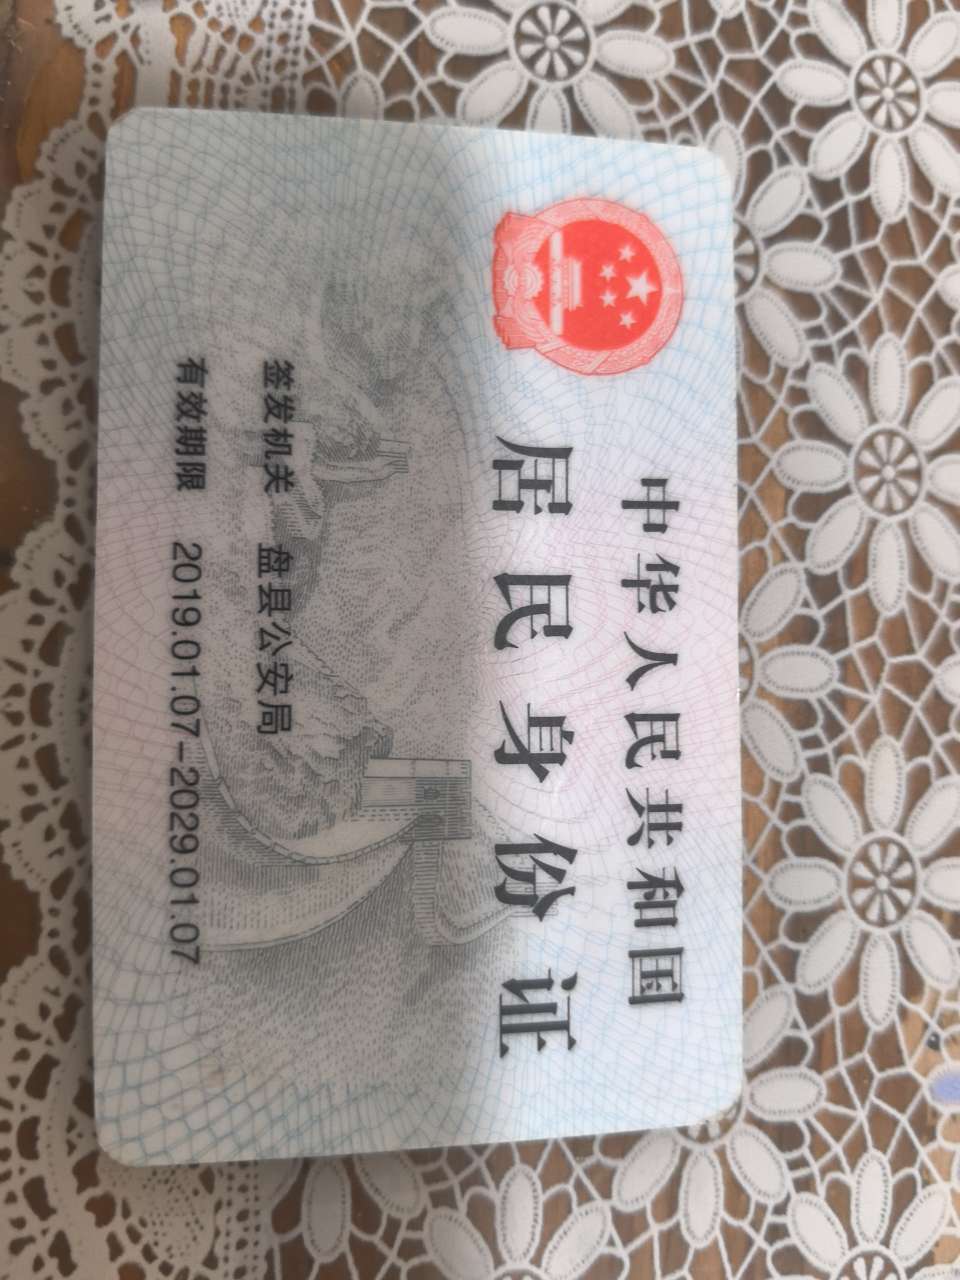 中华人民共和国
居民身份证
签发机关 盘县公安局
有效期限 2019.01.07-2029.01.07